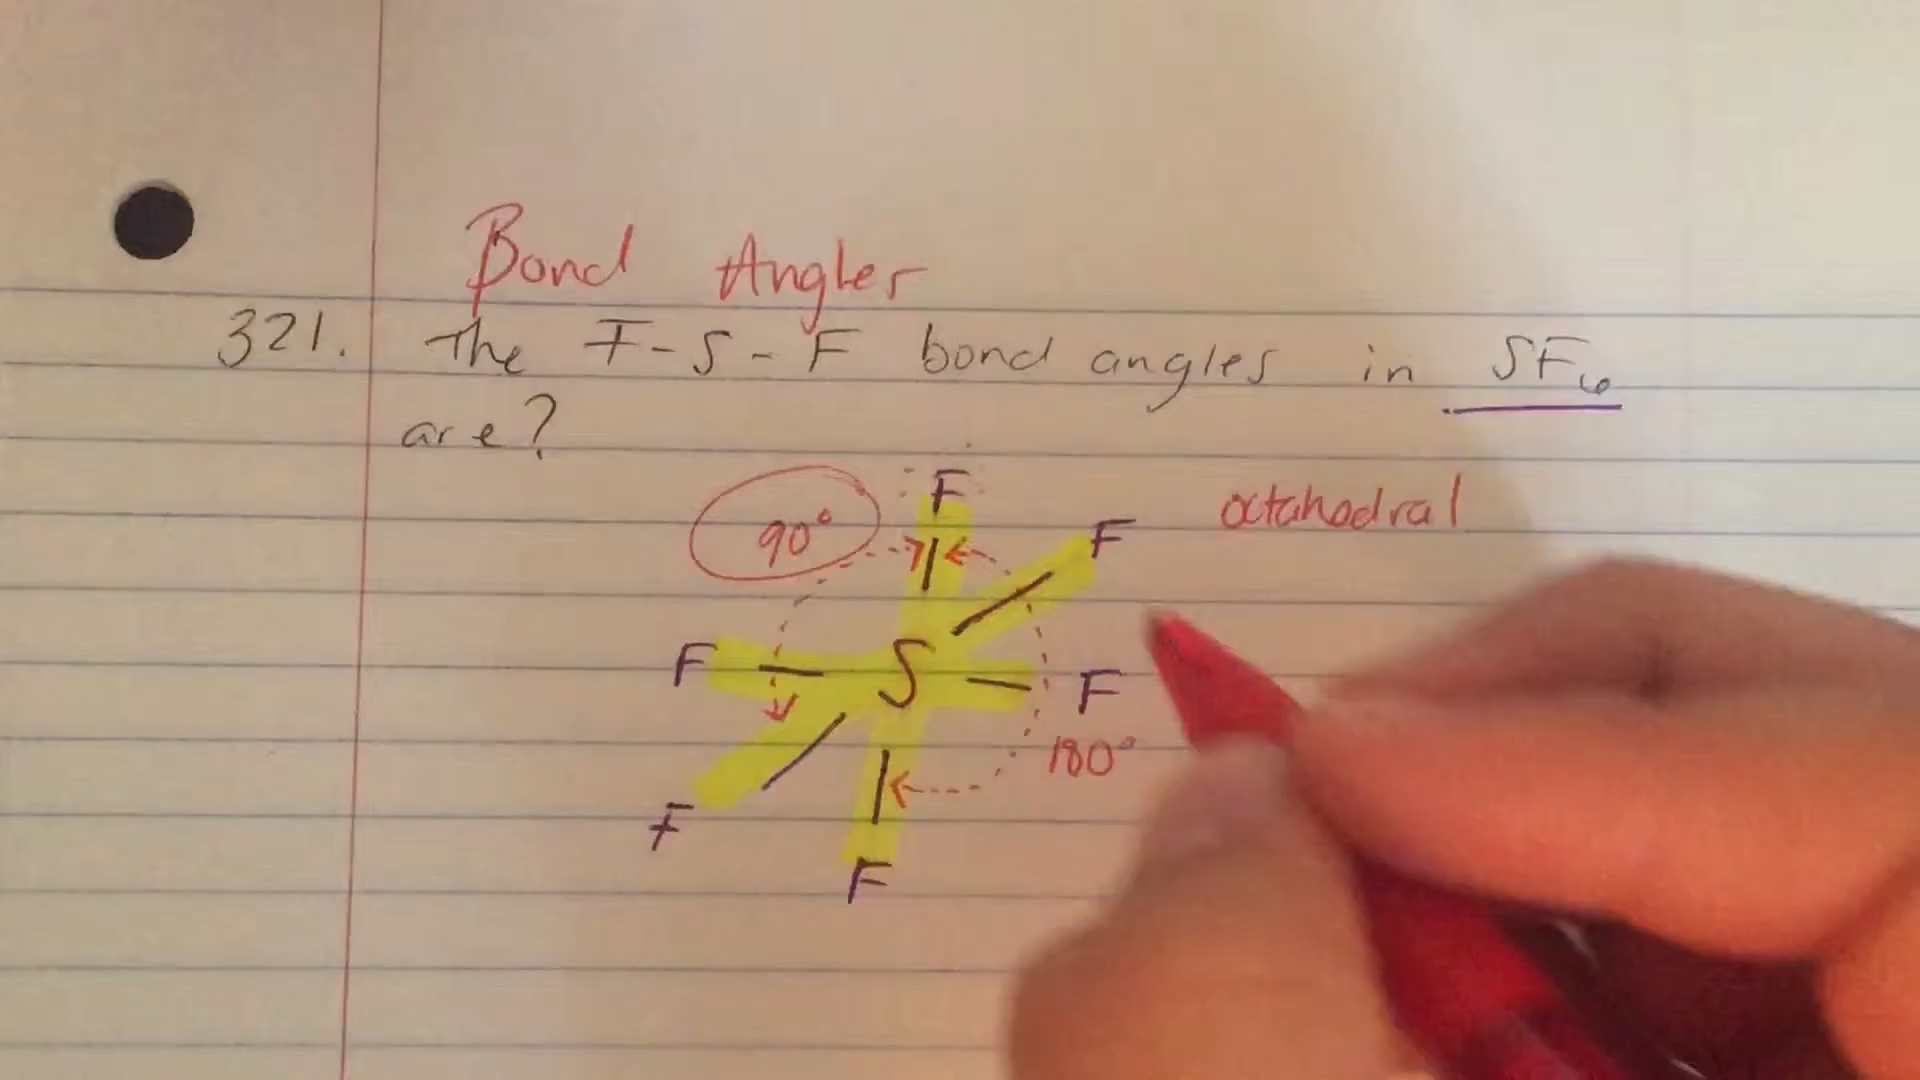 Bond Angles
321. The F-S-F bond angles in SF6
are?
F
90° F octahedral
F S F
180°
F
F